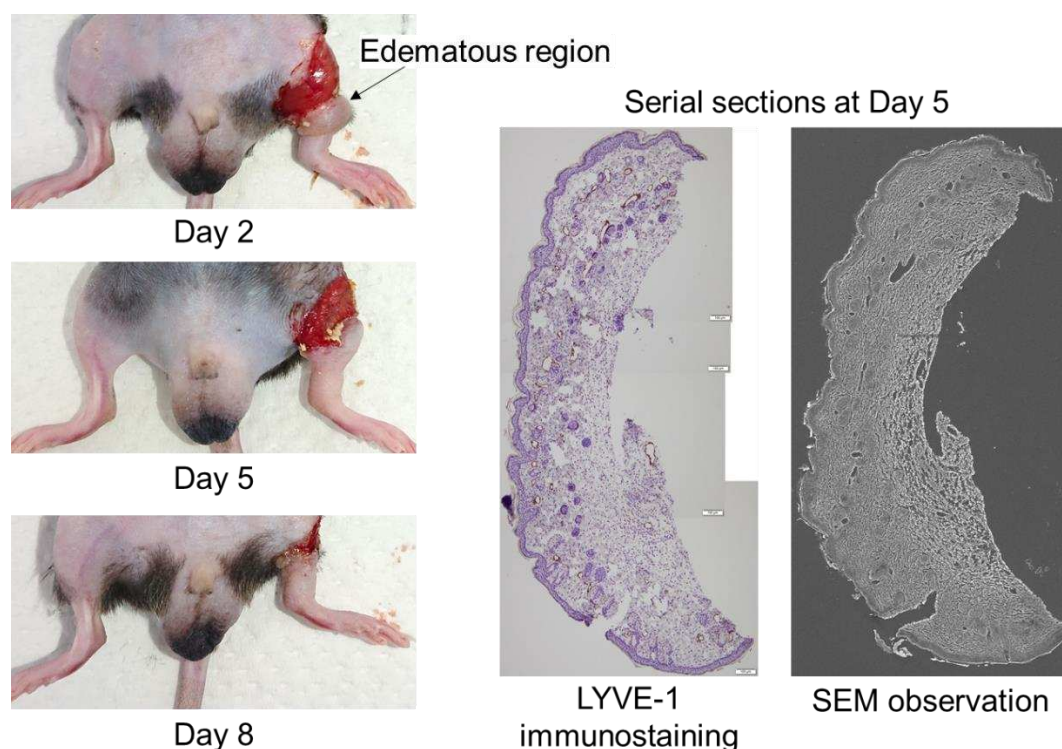 Edematous region
Day 2
Day 5
Day 8
Serial sections at Day 5
LYVE-1
immunostaining
SEM observation